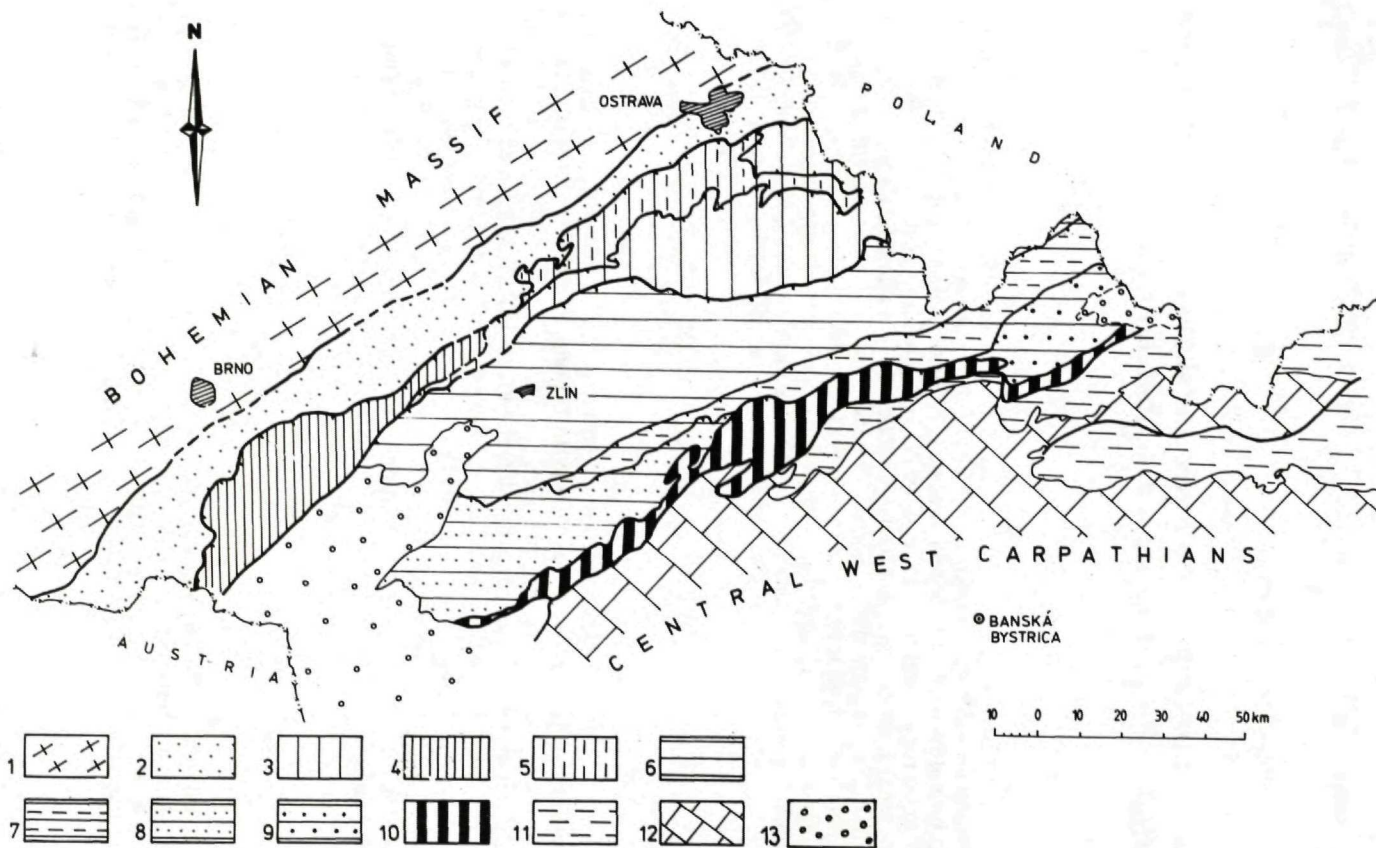 N
OSTRAVA
POLAND
BOHEMIAN MASSIF
BRNO
ZLÍN
CENTRAL WEST CARPATHIANS
BANSKÁ
BYSTRICA
AUSTRIA
10 0 10 20 30 40 50 km
1 2 3 4 5 6
7 8 9 10 11 12 13